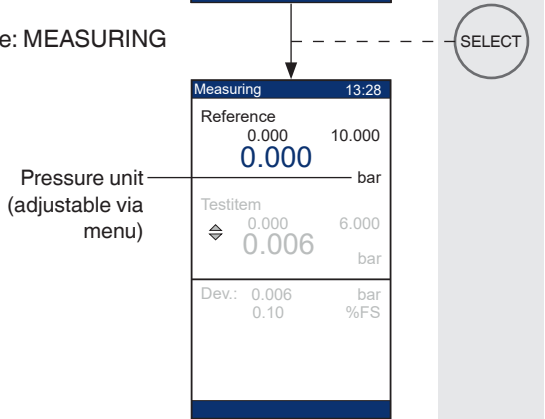 e: MEASURING
SELECT
Measuring 13:28
Reference
0.000 10.000
0.000
bar
Pressure unit
(adjustable via
menu)
Testitem
0.000 6.000
0.006
bar
Dev.: 0.006 bar
0.10 %FS